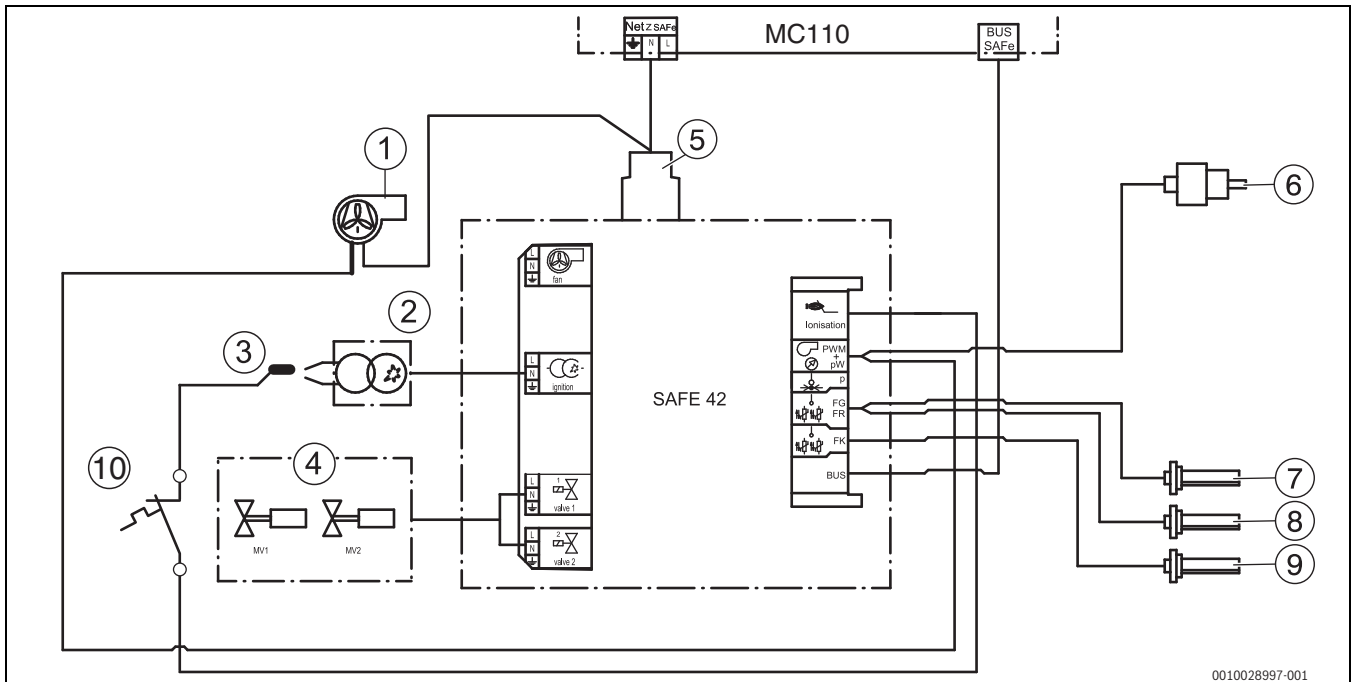 Net z SAFe
N L
MC110
BUS
SAFe
1
5
6
2
3
4
10
MV1
MV2
L
N
fan
L
N
ignition
L
N
1
valve 1
L
N
2
valve 2
SAFE 42
Ionisation
PWM
+
pW
p
FG
FR
FK
BUS
7
8
9
0010028997-001